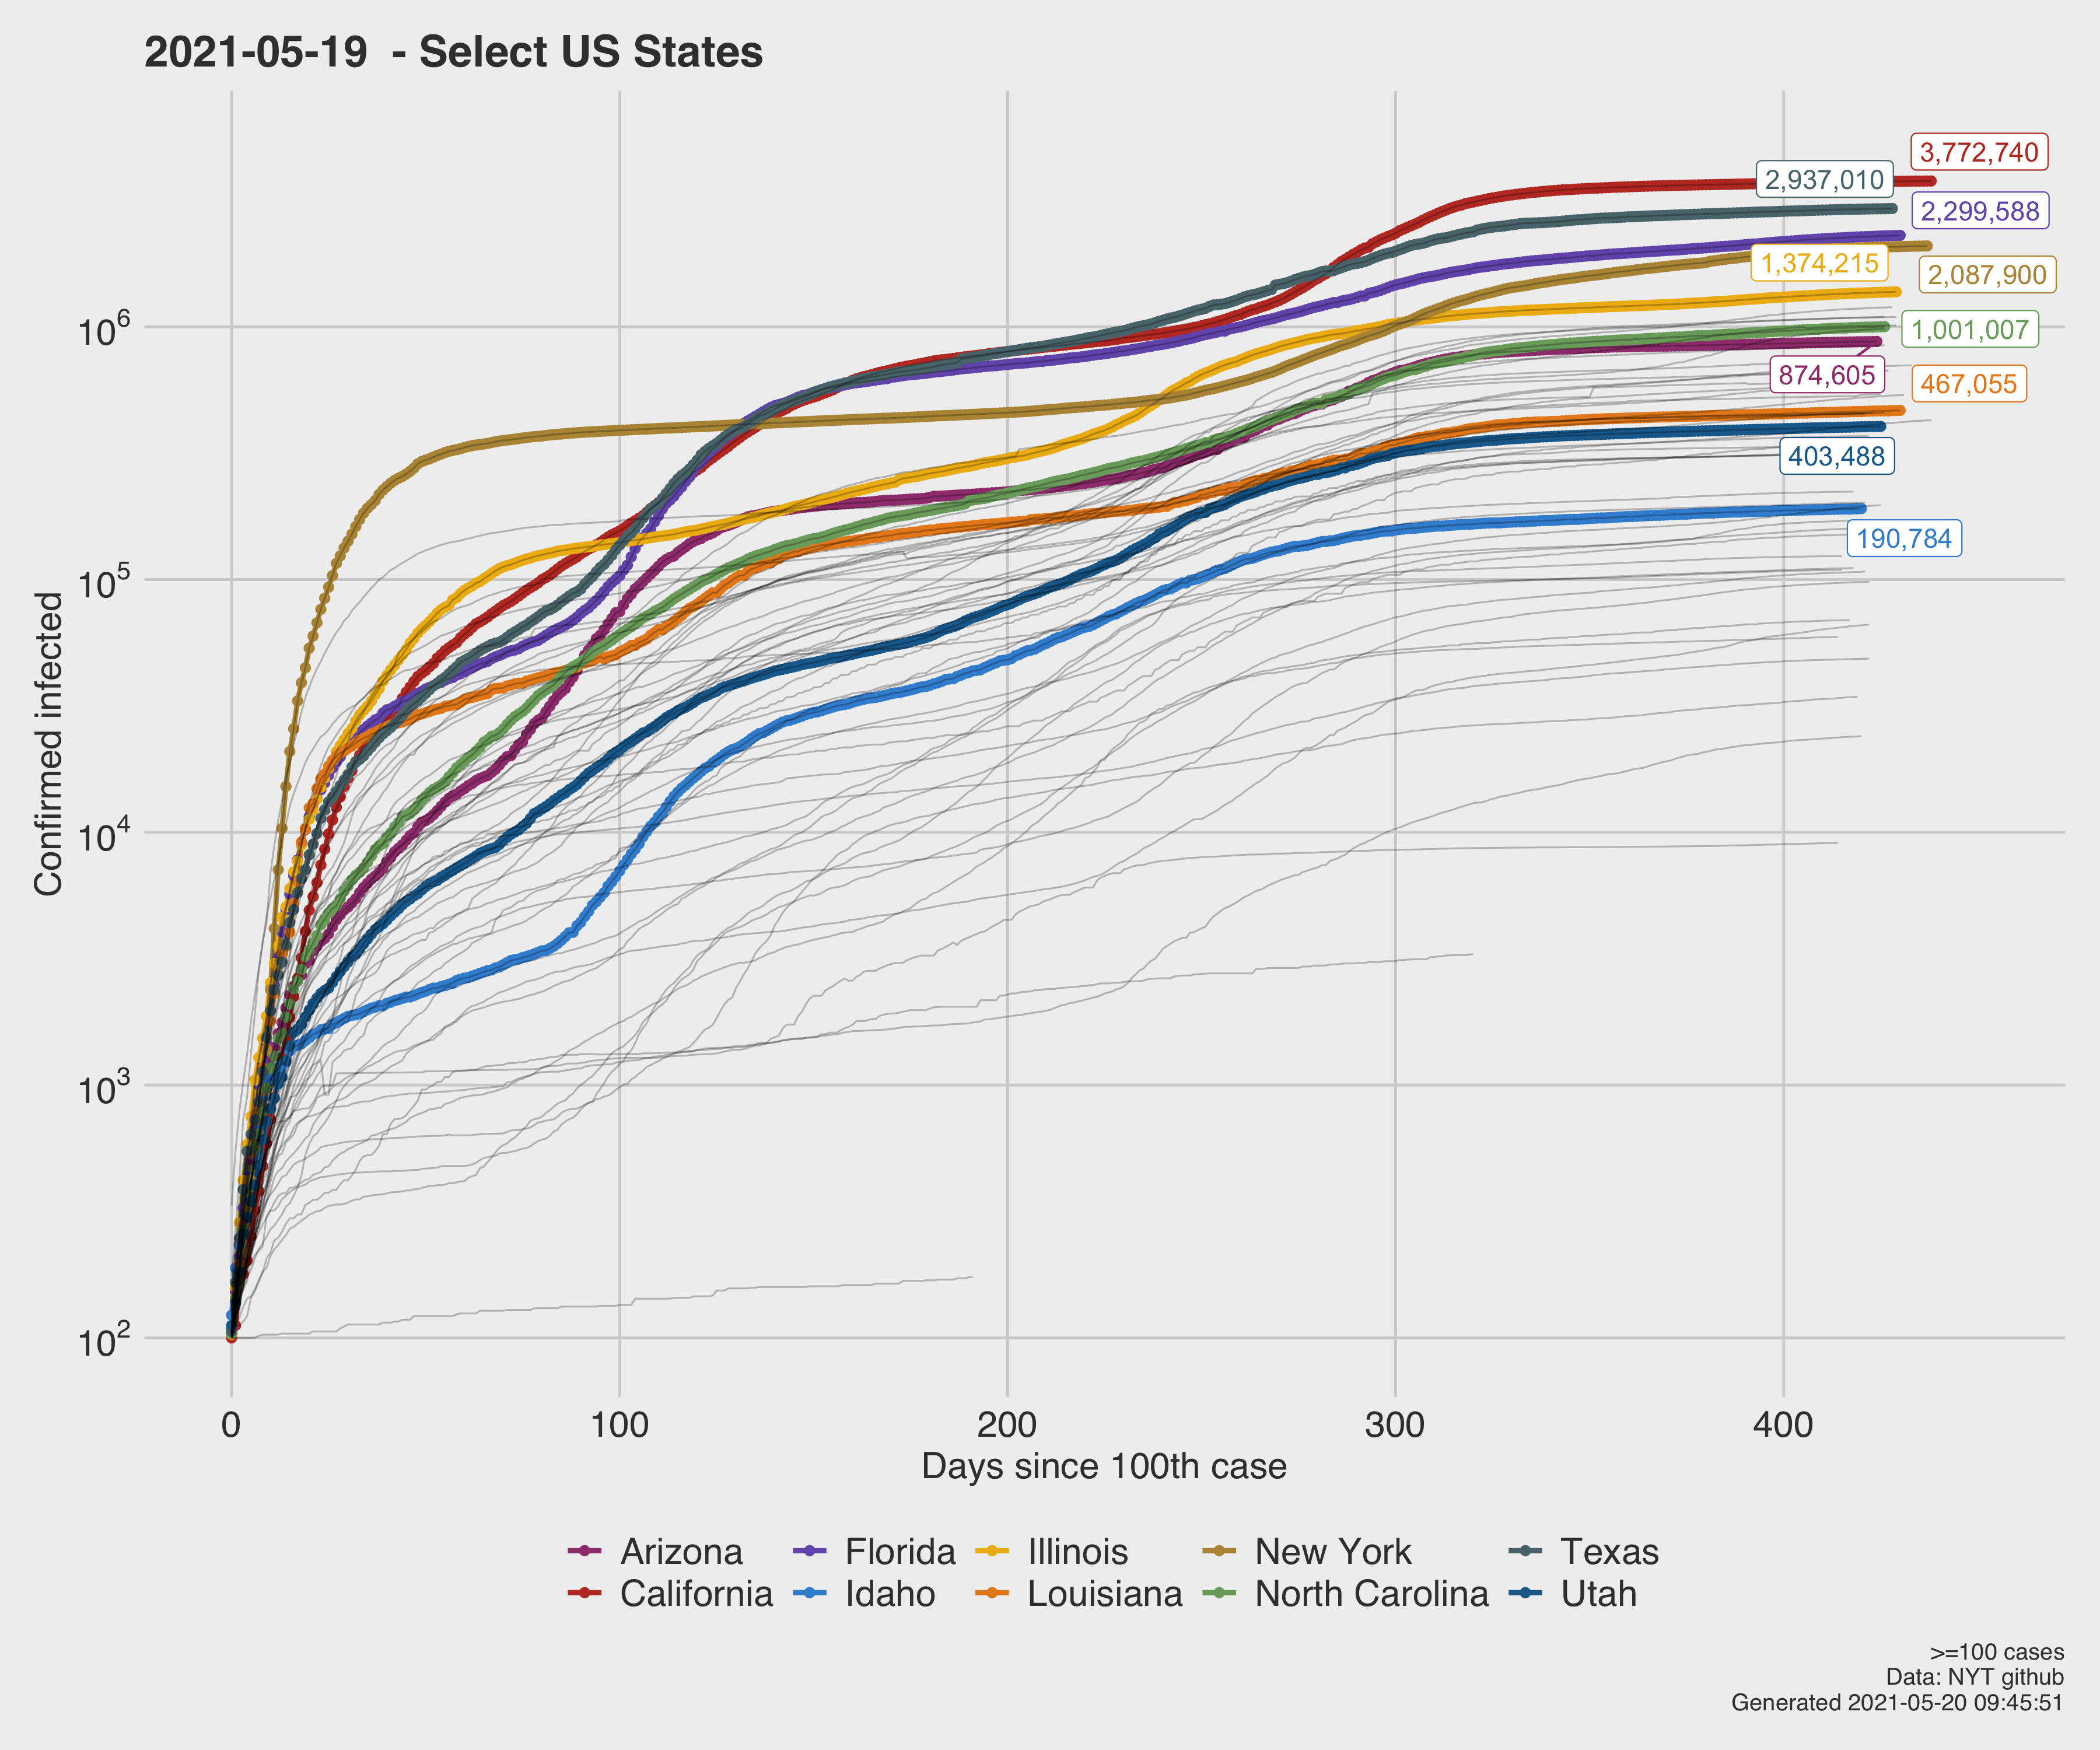 2021-05-19 - Select US States
3,772,740
2,937,010
2,299,588
1,374,215
2,087,900
1,001,007
874,605
467,055
403,488
190,784
10^6
10^5
10^4
10^3
10^2
Confirmed infected
0 100 200 300 400
Days since 100th case
Arizona Florida Illinois New York Texas
California Idaho Louisiana North Carolina Utah
>=100 cases
Data: NYT github
Generated 2021-05-20 09:45:51